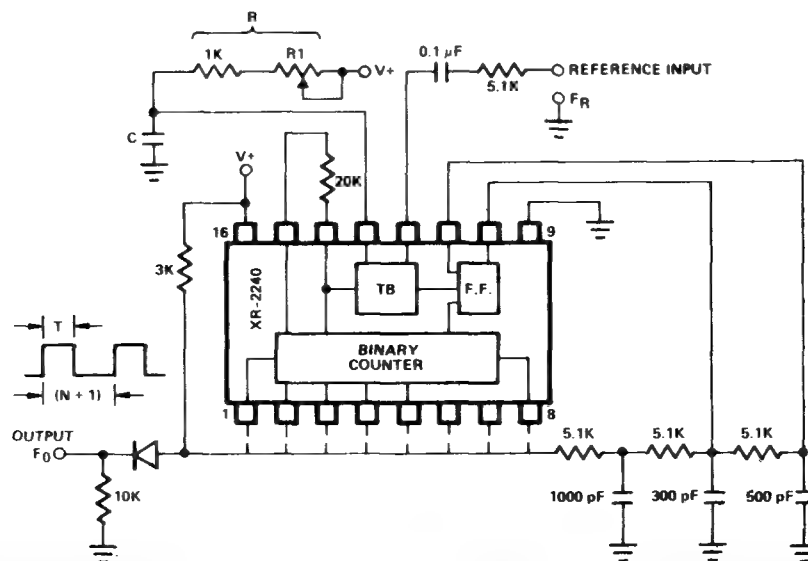 R
1K
R1
V+
0.1 µF
5.1K
REFERENCE INPUT
FR
C
V+
20K
16
9
3K
XR-2240
TB
F.F.
BINARY
COUNTER
T
(N + 1)
1
8
OUTPUT
F0
10K
5.1K
5.1K
5.1K
1000 pF
300 pF
500 pF